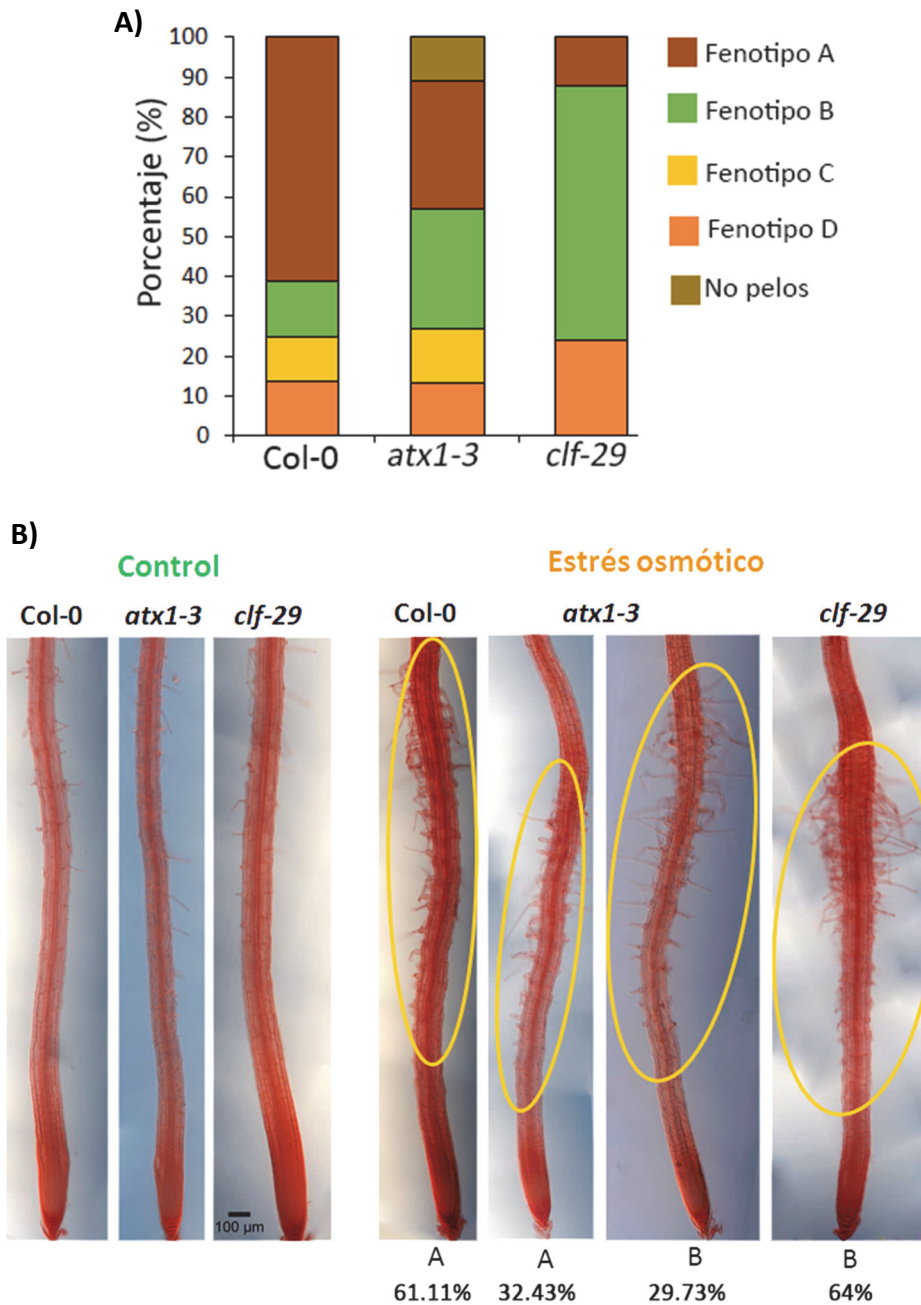 A)
Porcentaje (%)
100
90
80
70
60
50
40
30
20
10
0
Col-0 atx1-3 clf-29
Fenotipo A
Fenotipo B
Fenotipo C
Fenotipo D
No pelos
B)
Control Estrés osmótico
Col-0 atx1-3 clf-29 Col-0 atx1-3 clf-29
100 µm
A A B B
61.11% 32.43% 29.73% 64%